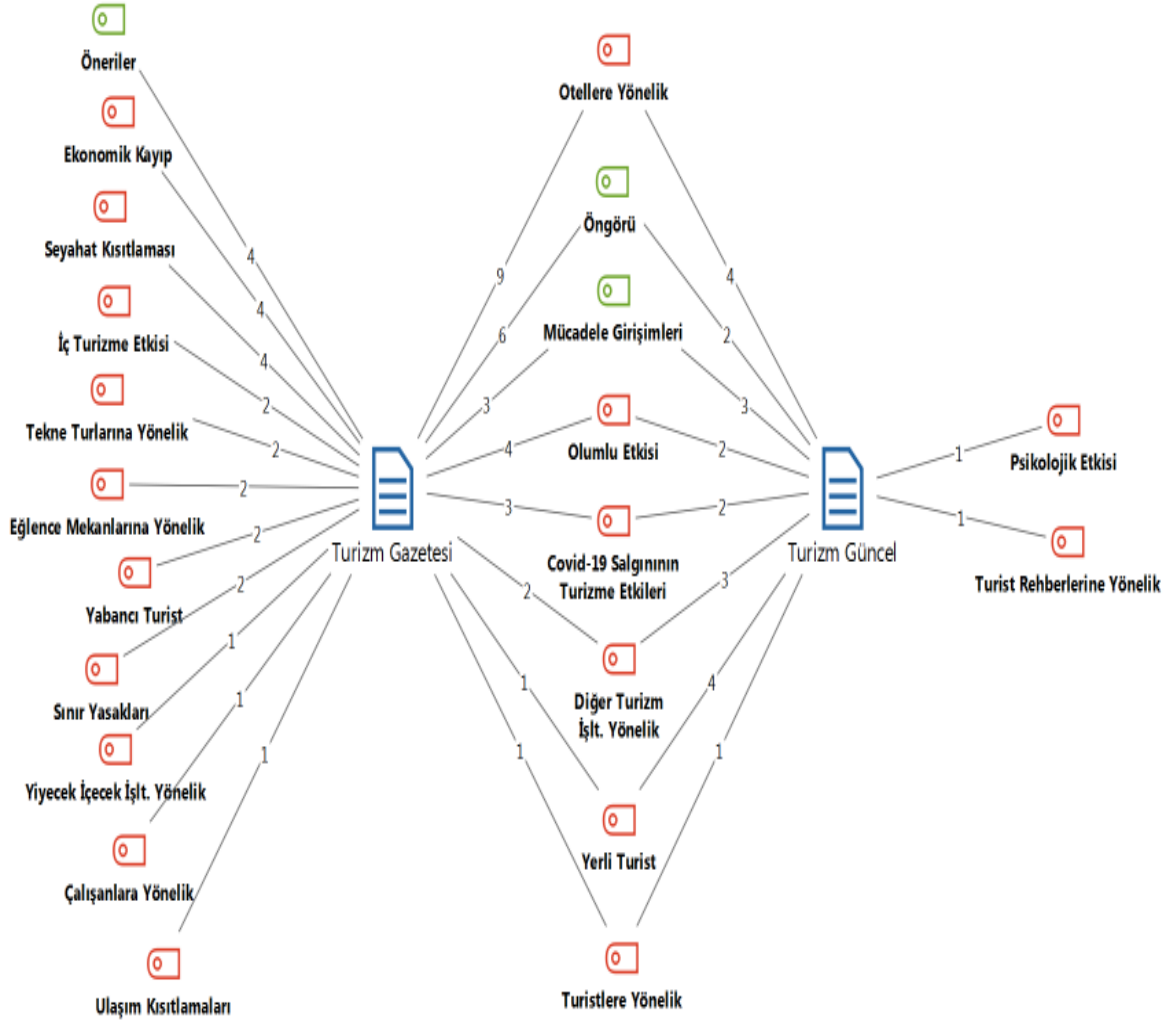 Öneriler
Ekonomik Kayıp
Seyahat Kısıtlaması
İç Turizme Etkisi
Tekne Turlarına Yönelik
Eğlence Mekanlarına Yönelik
Yabancı Turist
Sınır Yasakları
Yiyecek İçecek İşlt. Yönelik
Çalışanlara Yönelik
Ulaşım Kısıtlamaları
4
4
4
2
2
2
2
2
1
1
1
Turizm Gazetesi
9
6
3
4
3
2
1
1
Otellere Yönelik
Öngörü
Mücadele Girişimleri
Olumlu Etkisi
Covid-19 Salgınının
Turizme Etkileri
Diğer Turizm
İşlt. Yönelik
Yerli Turist
Turistlere Yönelik
4
2
3
2
2
3
4
1
Turizm Güncel
1
1
Psikolojik Etkisi
Turist Rehberlerine Yönelik